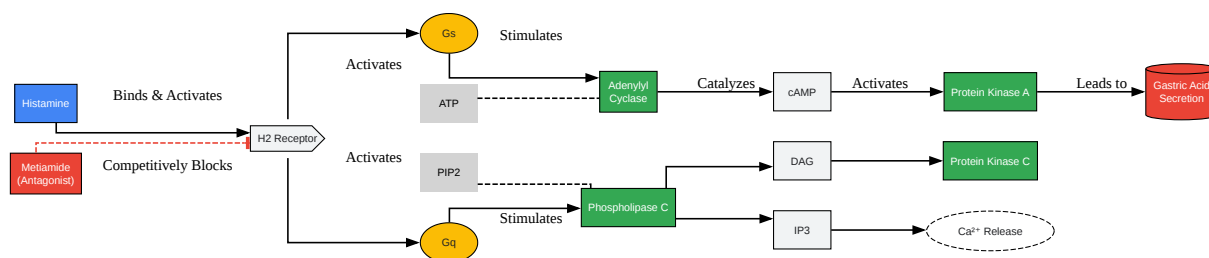 Gs
Stimulates
Activates
Adenylyl
Cyclase
Catalyzes
cAMP
Activates
Protein Kinase A
Leads to
Gastric Acid
Secretion
Histamine
Binds & Activates
ATP
H2 Receptor
Metiamide
(Antagonist)
Competitively Blocks
Activates
PIP2
DAG
Protein Kinase C
Phospholipase C
Stimulates
IP3
Ca²⁺ Release
Gq